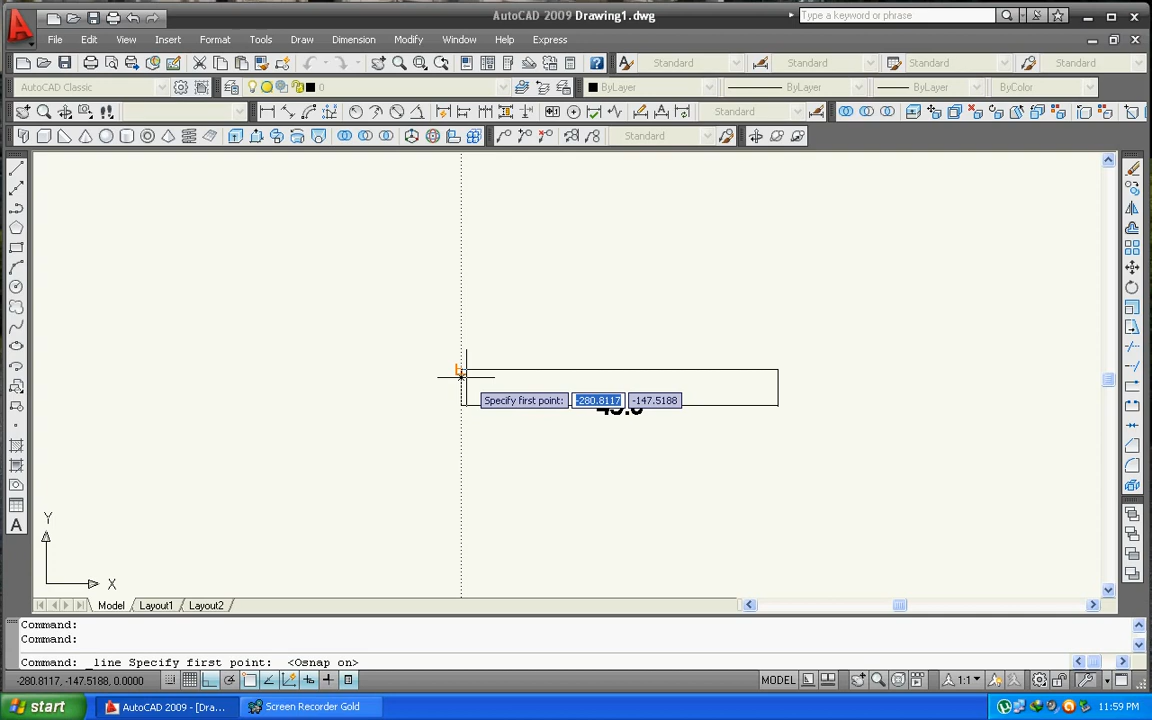 AutoCAD 2009 Drawing1.dwg
Type a keyword or phrase
File Edit View Insert Format Tools Draw Dimension Modify Window Help Express
Standard Standard Standard Standard
AutoCAD Classic 0 ByLayer ByLayer ByLayer ByColor
Standard
Standard
Specify first point: -280.8117 -147.5188
Y
X
Model Layout1 Layout2
Command:
Command:
Command: _line Specify first point: <Osnap on>
-280.8117, -147.5188, 0.0000 MODEL 1:1
start AutoCAD 2009 - [Dra... Screen Recorder Gold 11:59 PM